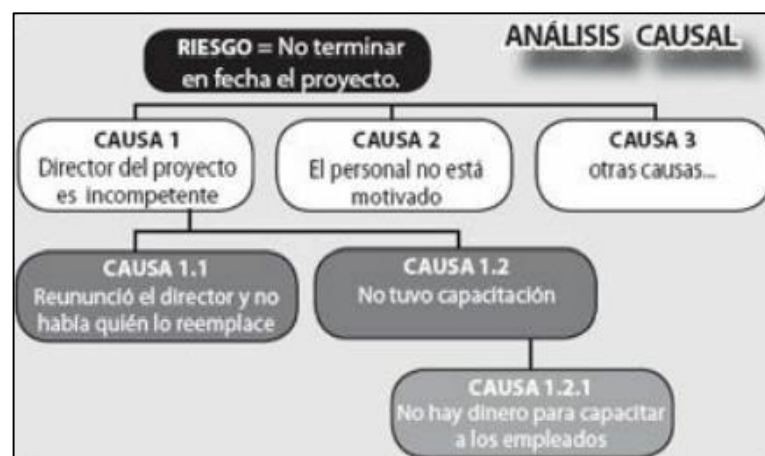 ANÁLISIS CAUSAL
RIESGO = No terminar
en fecha el proyecto.
CAUSA 1
Director del proyecto
es incompetente
CAUSA 2
El personal no está
motivado
CAUSA 3
otras causas...
CAUSA 1.1
Reununció el director y no
había quién lo reemplace
CAUSA 1.2
No tuvo capacitación
CAUSA 1.2.1
No hay dinero para capacitar
a los empleados